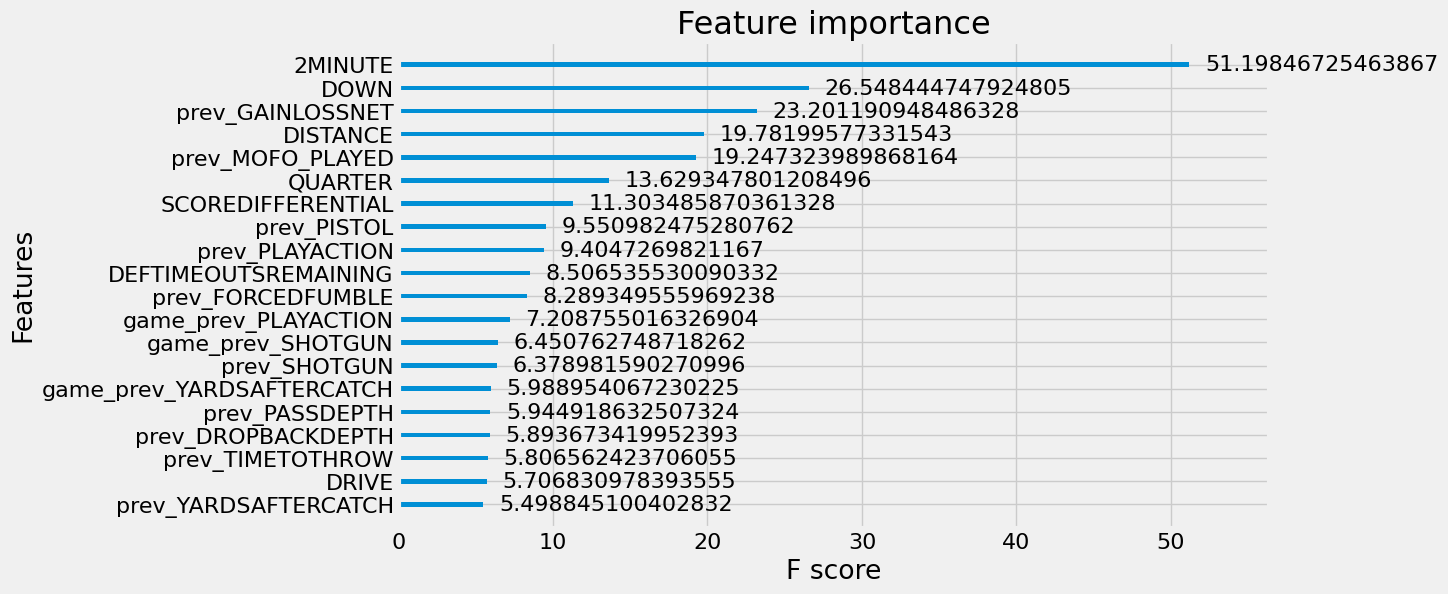 Feature importance
Features
2MINUTE 51.19846725463867
DOWN 26.548444747924805
prev_GAINLOSSNET 23.201190948486328
DISTANCE 19.78199577331543
prev_MOFO_PLAYED 19.247323989868164
QUARTER 13.629347801208496
SCOREDIFFERENTIAL 11.303485870361328
prev_PISTOL 9.550982475280762
prev_PLAYACTION 9.4047269821167
DEFTIMEOUTSREMAINING 8.506535530090332
prev_FORCEDFUMBLE 8.289349555969238
game_prev_PLAYACTION 7.208755016326904
game_prev_SHOTGUN 6.450762748718262
prev_SHOTGUN 6.378981590270996
game_prev_YARDSAFTERCATCH 5.988954067230225
prev_PASSDEPTH 5.944918632507324
prev_DROPBACKDEPTH 5.893673419952393
prev_TIMETOTHROW 5.806562423706055
DRIVE 5.706830978393555
prev_YARDSAFTERCATCH 5.498845100402832
0 10 20 30 40 50
F score